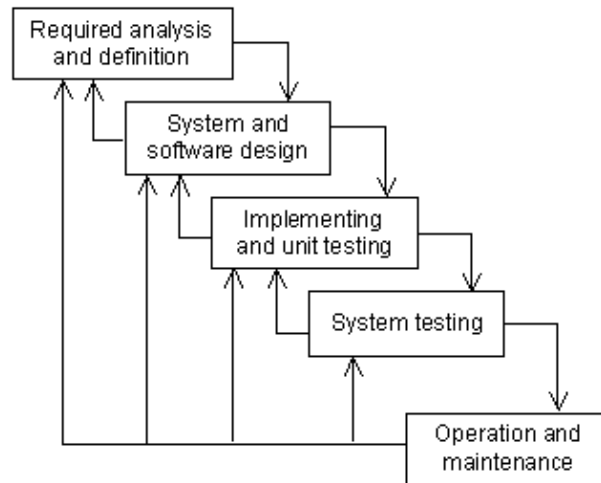 Required analysis
and definition
System and
software design
Implementing
and unit testing
System testing
Operation and
maintenance